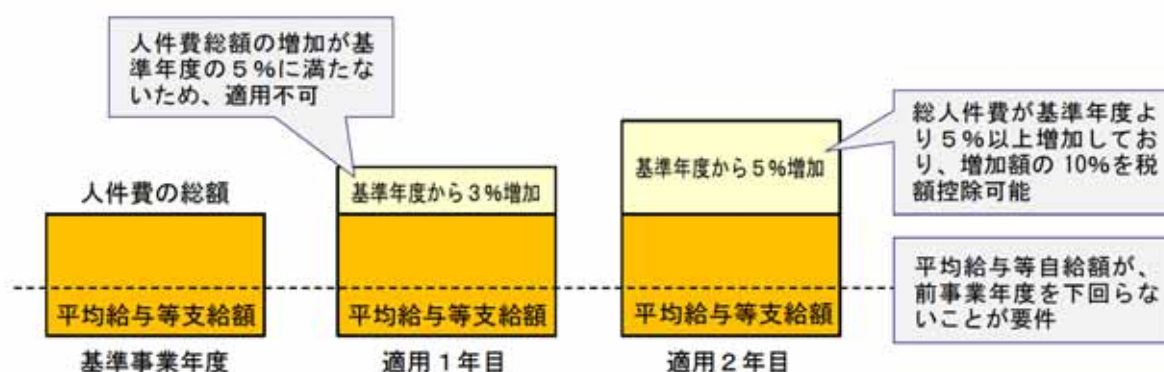 人件費総額の増加が基
準年度の５％に満たな
いため、適用不可
人件費の総額
基準年度から３％増加
基準年度から５％増加
総人件費が基準年度よ
り５％以上増加してお
り、増加額の 10％を税
額控除可能
平均給与等自給額が、
前事業年度を下回らな
いことが要件
平均給与等支給額
平均給与等支給額
平均給与等支給額
基準事業年度
適用１年目
適用２年目